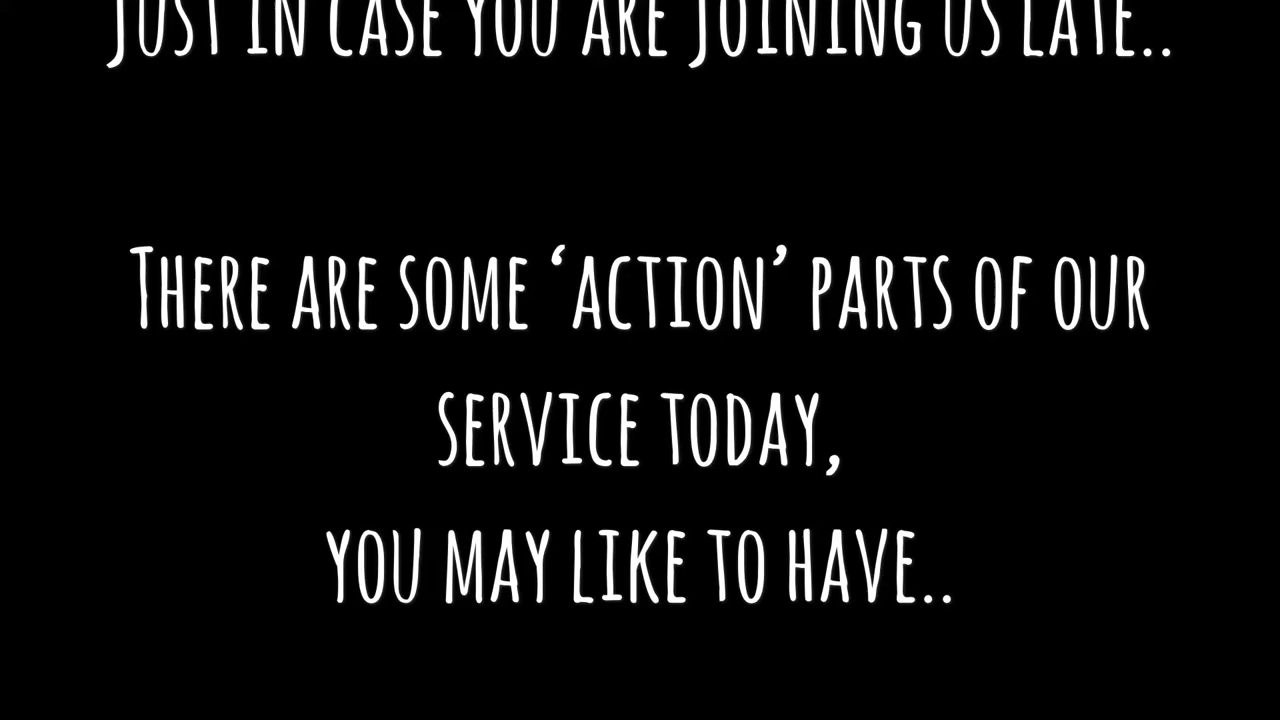 Just in case you are joining us late..
There are some ‘action’ parts of our
service today,
you may like to have..